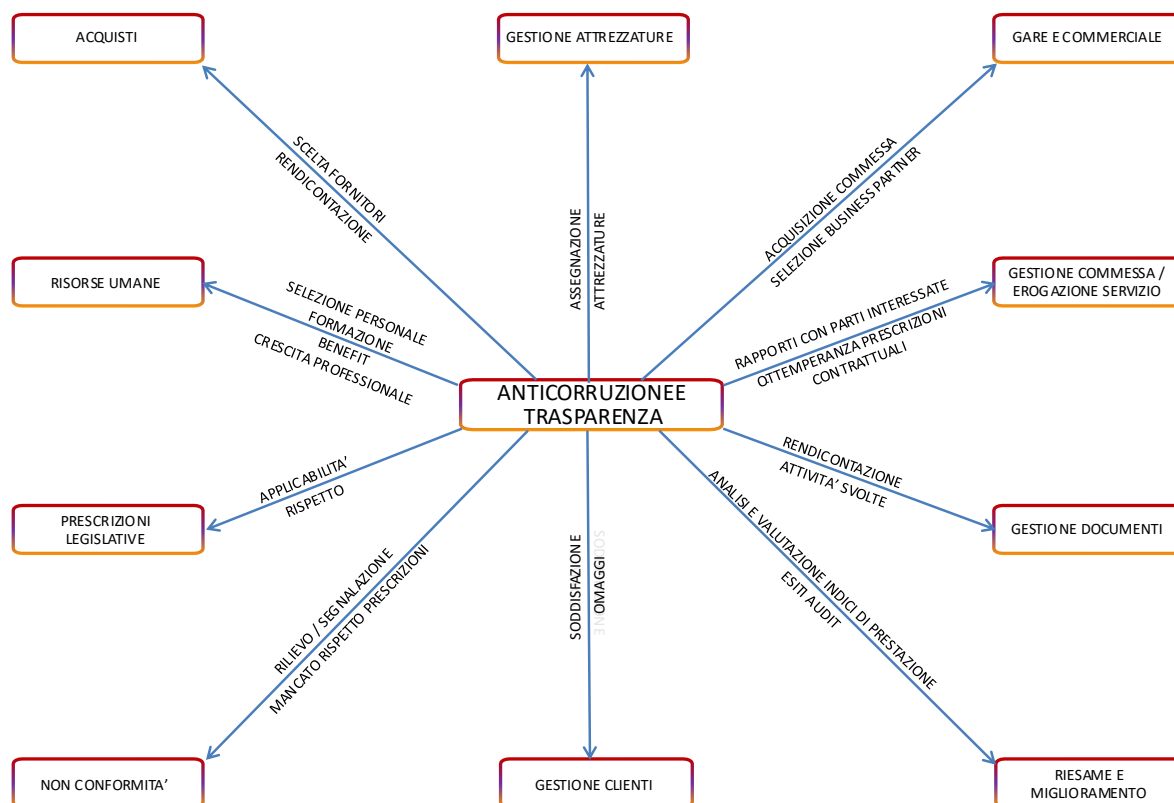 ACQUISTI
GESTIONE ATTREZZATURE
GARE E COMMERCIALE
SCELTA FORNITORI
RENDICONTAZIONE
ASSEGNAZIONE
ATTREZZATURE
ACQUISIZIONE COMMESSA
SELEZIONE BUSINESS PARTNER
RISORSE UMANE
SELEZIONE PERSONALE
FORMAZIONE
BENEFIT
CRESCITA PROFESSIONALE
RAPPORTI CON PARTI INTERESSATE
OTTEMPERANZA PRESCRIZIONI
CONTRATTUALI
GESTIONE COMMESSA /
EROGAZIONE SERVIZIO
ANTICORRUZIONEE
TRASPARENZA
APPLICABILITA’
RISPETTO
PRESCRIZIONI
LEGISLATIVE
RENDICONTAZIONE
ATTIVITA’ SVOLTE
GESTIONE DOCUMENTI
RILIEVO / SEGNALAZIONE
MANCATO RISPETTO PRESCRIZIONI
SODDISFAZIONE
OMAGGI
ANALISI E VALUTAZIONE INDICI DI PRESTAZIONE
ESITI AUDIT
NON CONFORMITA’
GESTIONE CLIENTI
RIESAME E
MIGLIORAMENTO